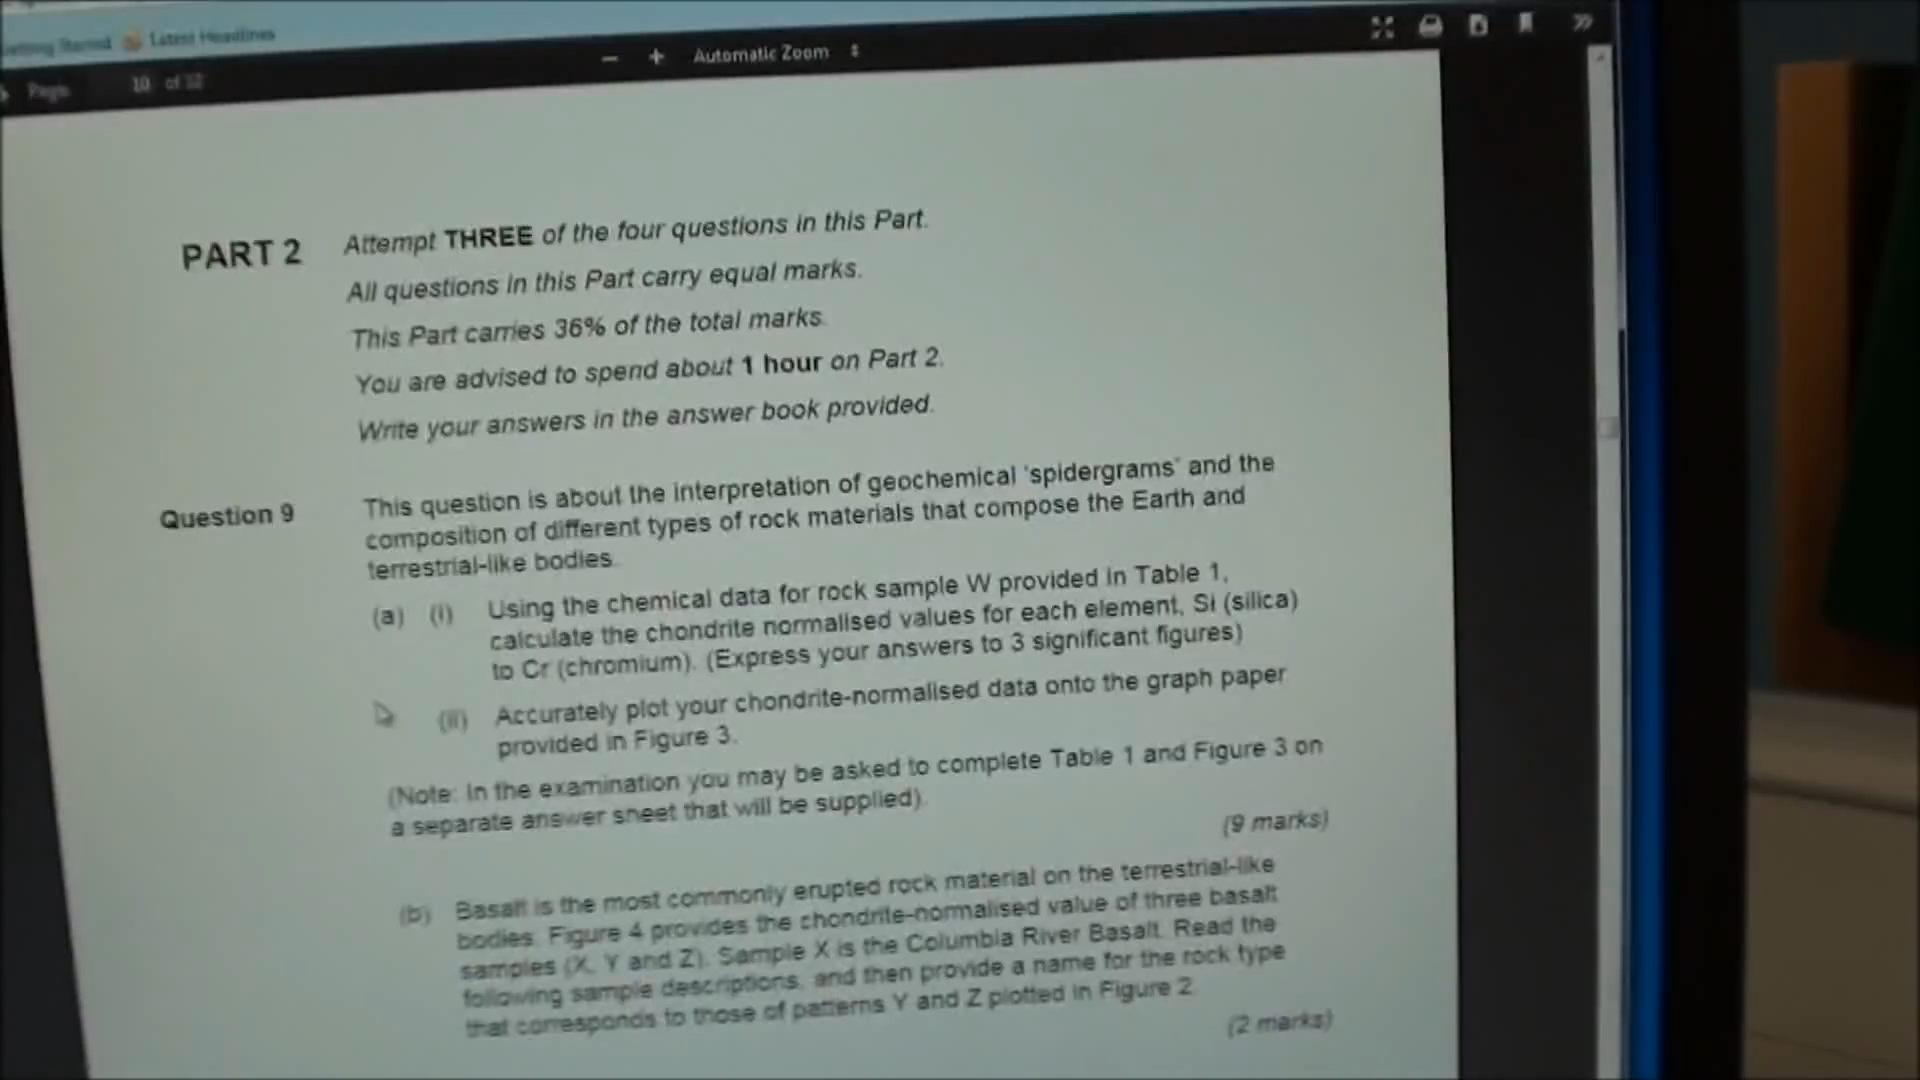 Getting Started Latest Headlines
Page 10 of 32 − + Automatic Zoom
PART 2 Attempt THREE of the four questions in this Part.
All questions in this Part carry equal marks.
This Part carries 36% of the total marks.
You are advised to spend about 1 hour on Part 2.
Write your answers in the answer book provided.
Question 9 This question is about the interpretation of geochemical 'spidergrams' and the
composition of different types of rock materials that compose the Earth and
terrestrial-like bodies.
(a) (i) Using the chemical data for rock sample W provided in Table 1,
calculate the chondrite normalised values for each element, Si (silica)
to Cr (chromium). (Express your answers to 3 significant figures)
(ii) Accurately plot your chondrite-normalised data onto the graph paper
provided in Figure 3.
(Note: In the examination you may be asked to complete Table 1 and Figure 3 on
a separate answer sheet that will be supplied).
(9 marks)
(b) Basalt is the most commonly erupted rock material on the terrestrial-like
bodies. Figure 4 provides the chondrite-normalised value of three basalt
samples (X, Y and Z). Sample X is the Columbia River Basalt. Read the
following sample descriptions, and then provide a name for the rock type
that corresponds to those of patterns Y and Z plotted in Figure 2.
(2 marks)